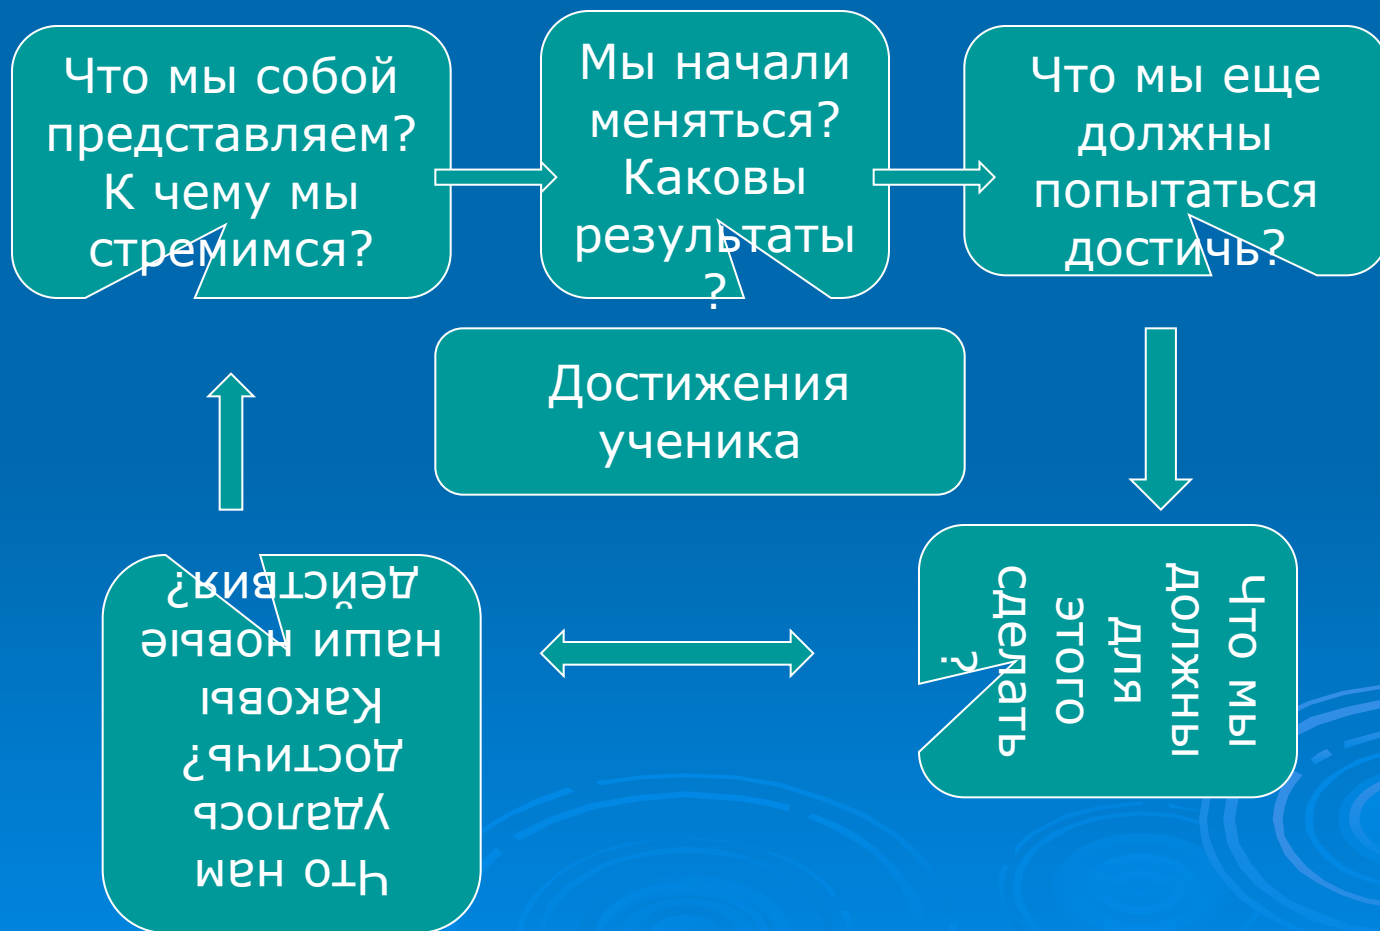 Что мы собой
представляем?
К чему мы
стремимся?
Мы начали
меняться?
Каковы
результаты
?
Что мы еще
должны
попытаться
достичь?
Достижения
ученика
Что мы
должны
для
этого
сделать
?
Что нам
удалось
достичь?
Каковы
наши новые
действия?